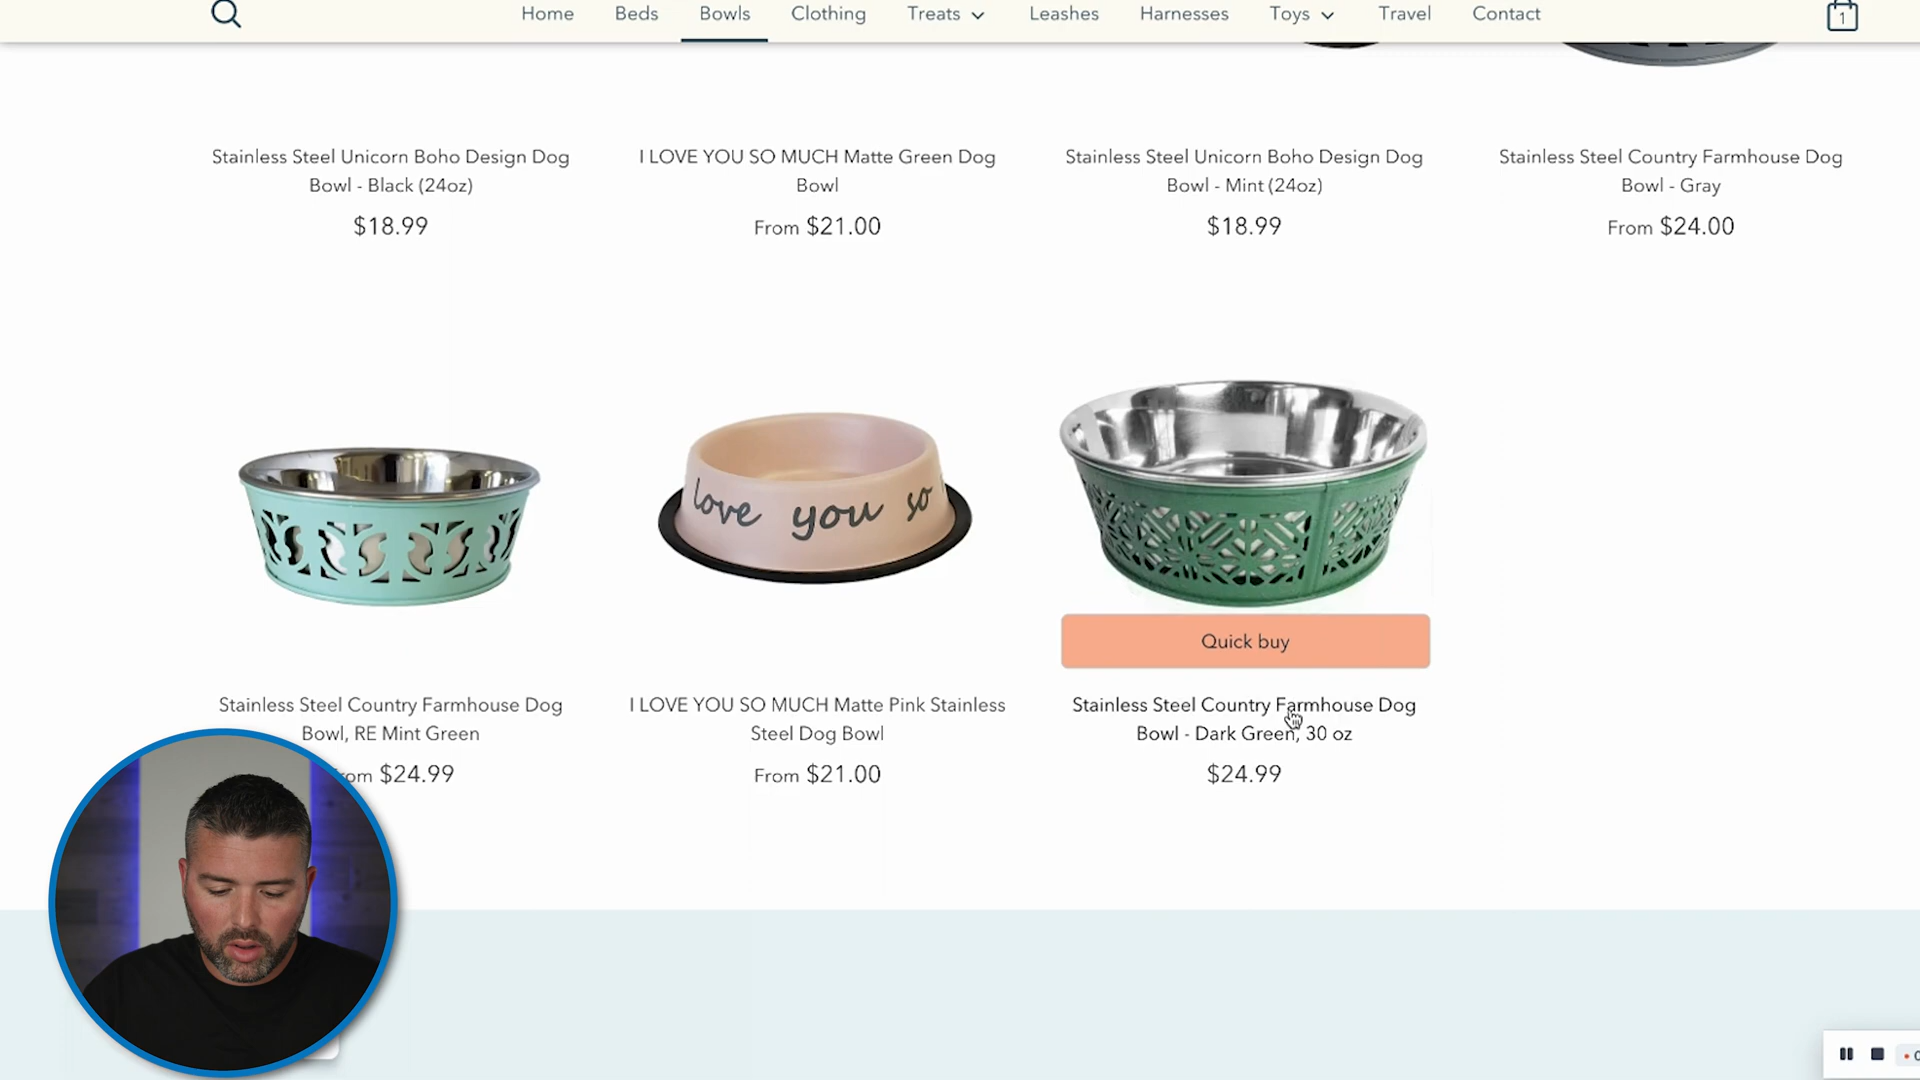 Home Beds Bowls Clothing Treats Leashes Harnesses Toys Travel Contact 1
Stainless Steel Unicorn Boho Design Dog
Bowl - Black (24oz)
$18.99
I LOVE YOU SO MUCH Matte Green Dog
Bowl
From $21.00
Stainless Steel Unicorn Boho Design Dog
Bowl - Mint (24oz)
$18.99
Stainless Steel Country Farmhouse Dog
Bowl - Gray
From $24.00
love you so
Quick buy
Stainless Steel Country Farmhouse Dog
Bowl, RE Mint Green
$24.99
I LOVE YOU SO MUCH Matte Pink Stainless
Steel Dog Bowl
From $21.00
Stainless Steel Country Farmhouse Dog
Bowl - Dark Green, 30 oz
$24.99